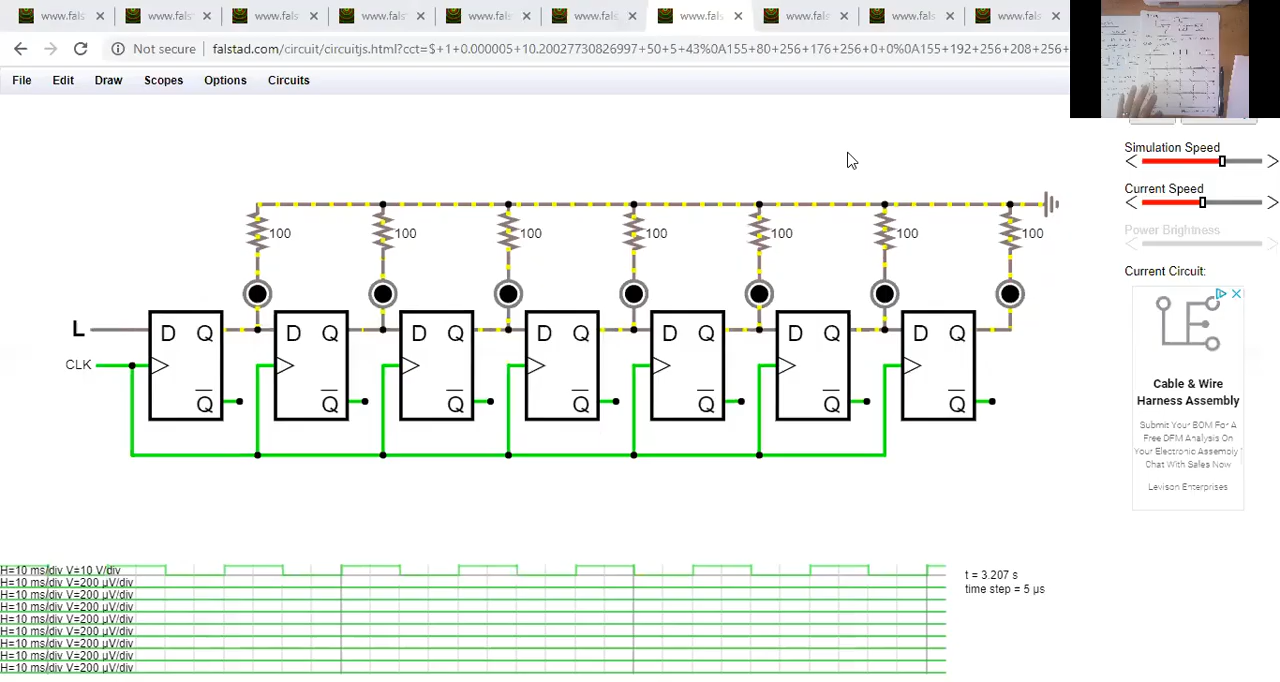 www.fals
www.fals
www.fals
www.fals
www.fals
www.fals
www.fals
www.fals
www.fals
www.fals
Not secure
falstad.com/circuit/circuitjs.html?cct=$+1+0.000005+10.20027730826997+50+5+43%0A155+80+256+176+256+0+0%0A155+192+256+208+256+
File Edit Draw Scopes Options Circuits
Simulation Speed
Current Speed
Power Brightness
Current Circuit:
100 100 100 100 100 100 100
L
D Q D Q D Q D Q D Q D Q D Q
CLK
Q Q Q Q Q Q Q
Cable & Wire
Harness Assembly
Submit Your BOM For A
Free DFM Analysis On
Your Electronic Assembly
Chat With Sales Now
Levison Enterprises
H=10 ms/div V=10 V/div
H=10 ms/div V=200 µV/div
H=10 ms/div V=200 µV/div
H=10 ms/div V=200 µV/div
H=10 ms/div V=200 µV/div
H=10 ms/div V=200 µV/div
H=10 ms/div V=200 µV/div
H=10 ms/div V=200 µV/div
H=10 ms/div V=200 µV/div
t = 3.207 s
time step = 5 µs